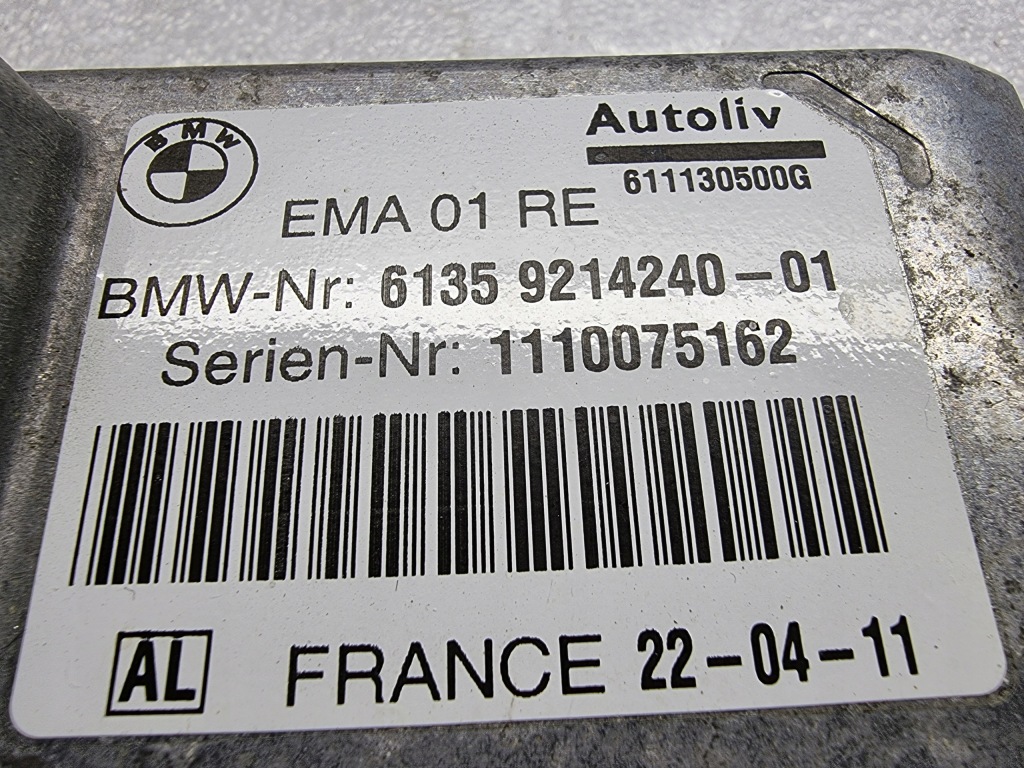 BMW
Autoliv
611130500G
EMA 01 RE
BMW-Nr: 6135 9214240-01
Serien-Nr: 1110075162
AL FRANCE 22-04-11